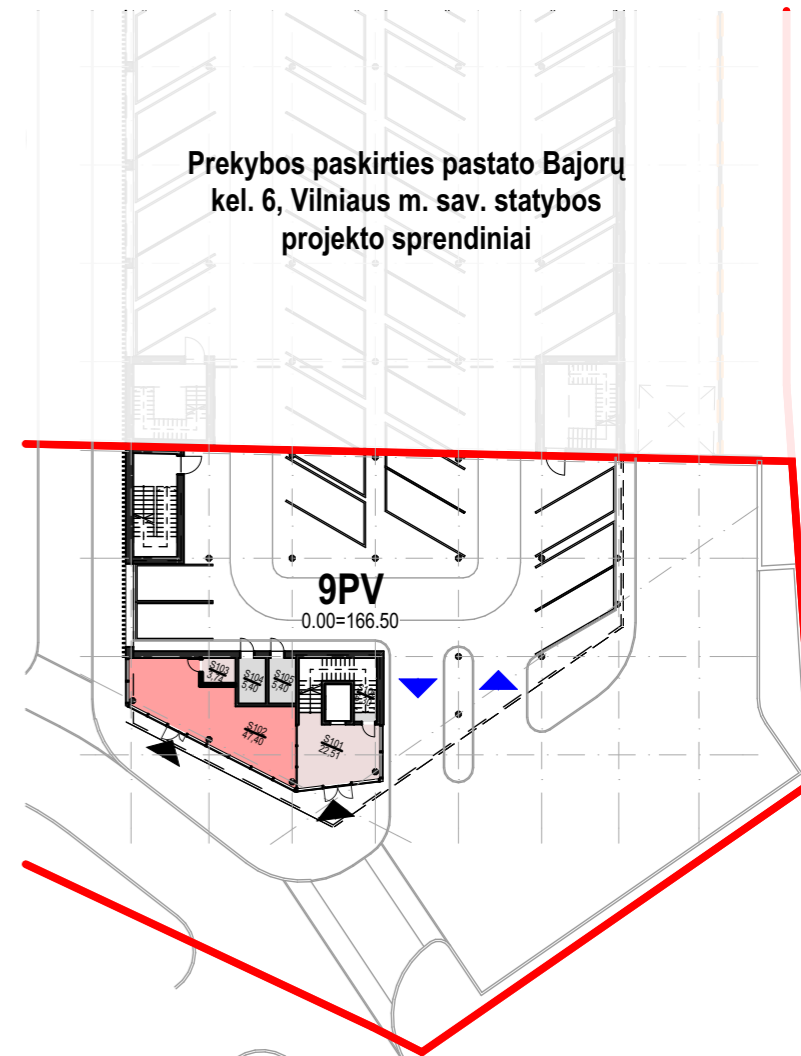 Prekybos paskirties pastato Bajorų
kel. 6, Vilniaus m. sav. statybos
projekto sprendiniai
9PV
0.00=166.50
S103
3,74
S104
5,40
S105
5,40
S102
47,40
S101
22,51